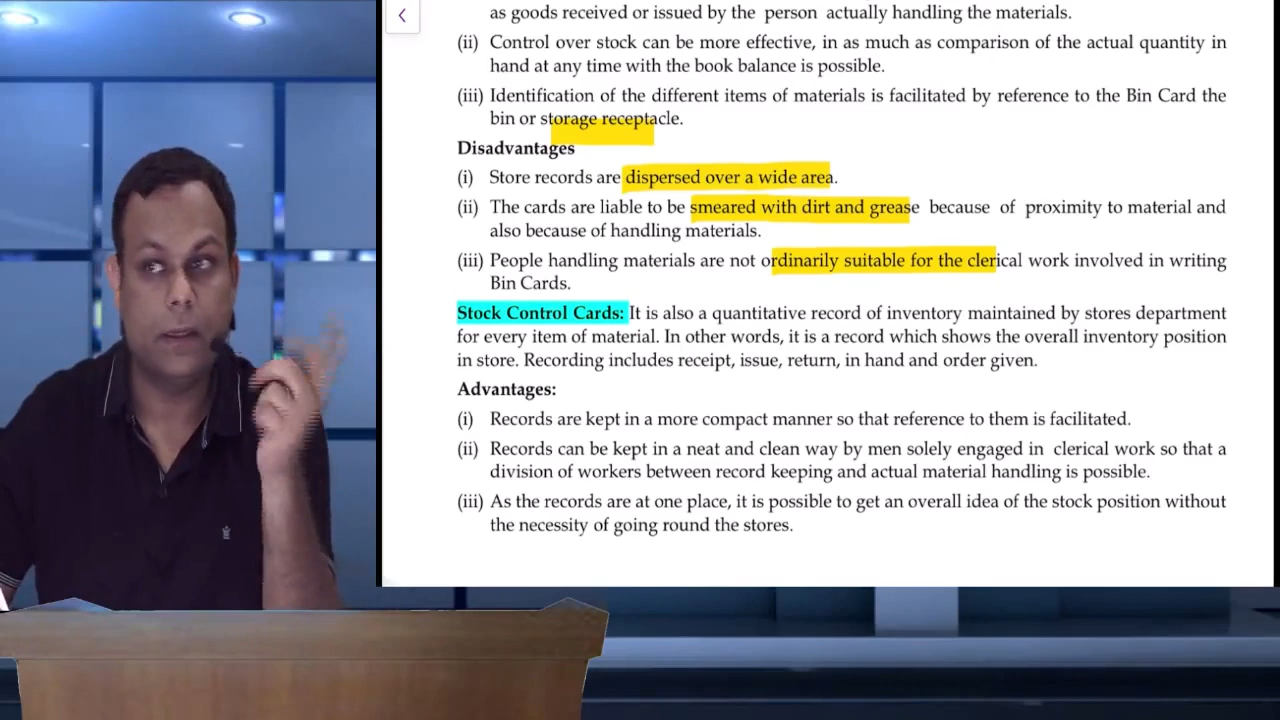 as goods received or issued by the person actually handling the materials.
(ii) Control over stock can be more effective, in as much as comparison of the actual quantity in
hand at any time with the book balance is possible.
(iii) Identification of the different items of materials is facilitated by reference to the Bin Card the
bin or storage receptacle.
Disadvantages
(i) Store records are dispersed over a wide area.
(ii) The cards are liable to be smeared with dirt and grease because of proximity to material and
also because of handling materials.
(iii) People handling materials are not ordinarily suitable for the clerical work involved in writing
Bin Cards.
Stock Control Cards: It is also a quantitative record of inventory maintained by stores department
for every item of material. In other words, it is a record which shows the overall inventory position
in store. Recording includes receipt, issue, return, in hand and order given.
Advantages:
(i) Records are kept in a more compact manner so that reference to them is facilitated.
(ii) Records can be kept in a neat and clean way by men solely engaged in clerical work so that a
division of workers between record keeping and actual material handling is possible.
(iii) As the records are at one place, it is possible to get an overall idea of the stock position without
the necessity of going round the stores.